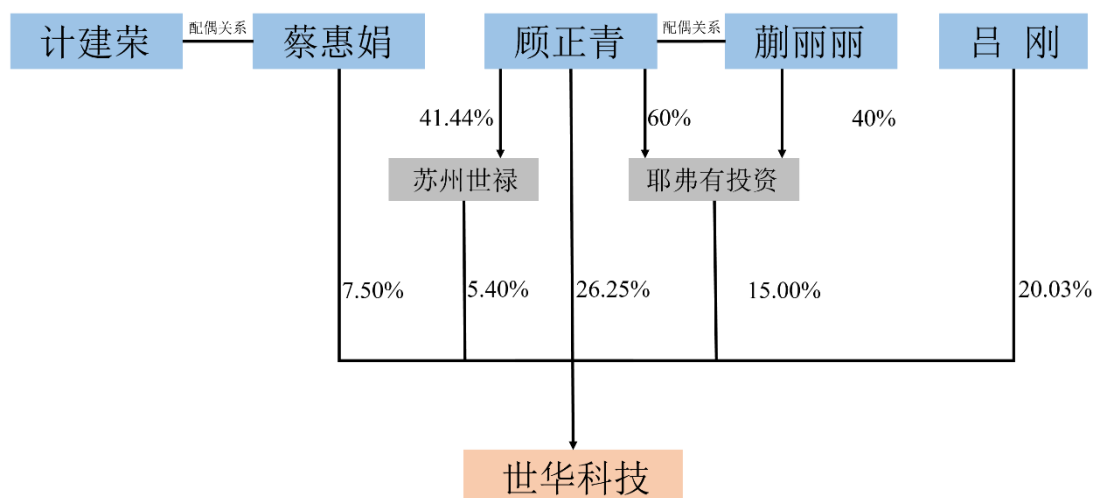 计建荣
配偶关系
蔡惠娟
顾正青
配偶关系
蒯丽丽
吕 刚
41.44%
60%
40%
苏州世禄
耶弗有投资
7.50%
5.40%
26.25%
15.00%
20.03%
世华科技